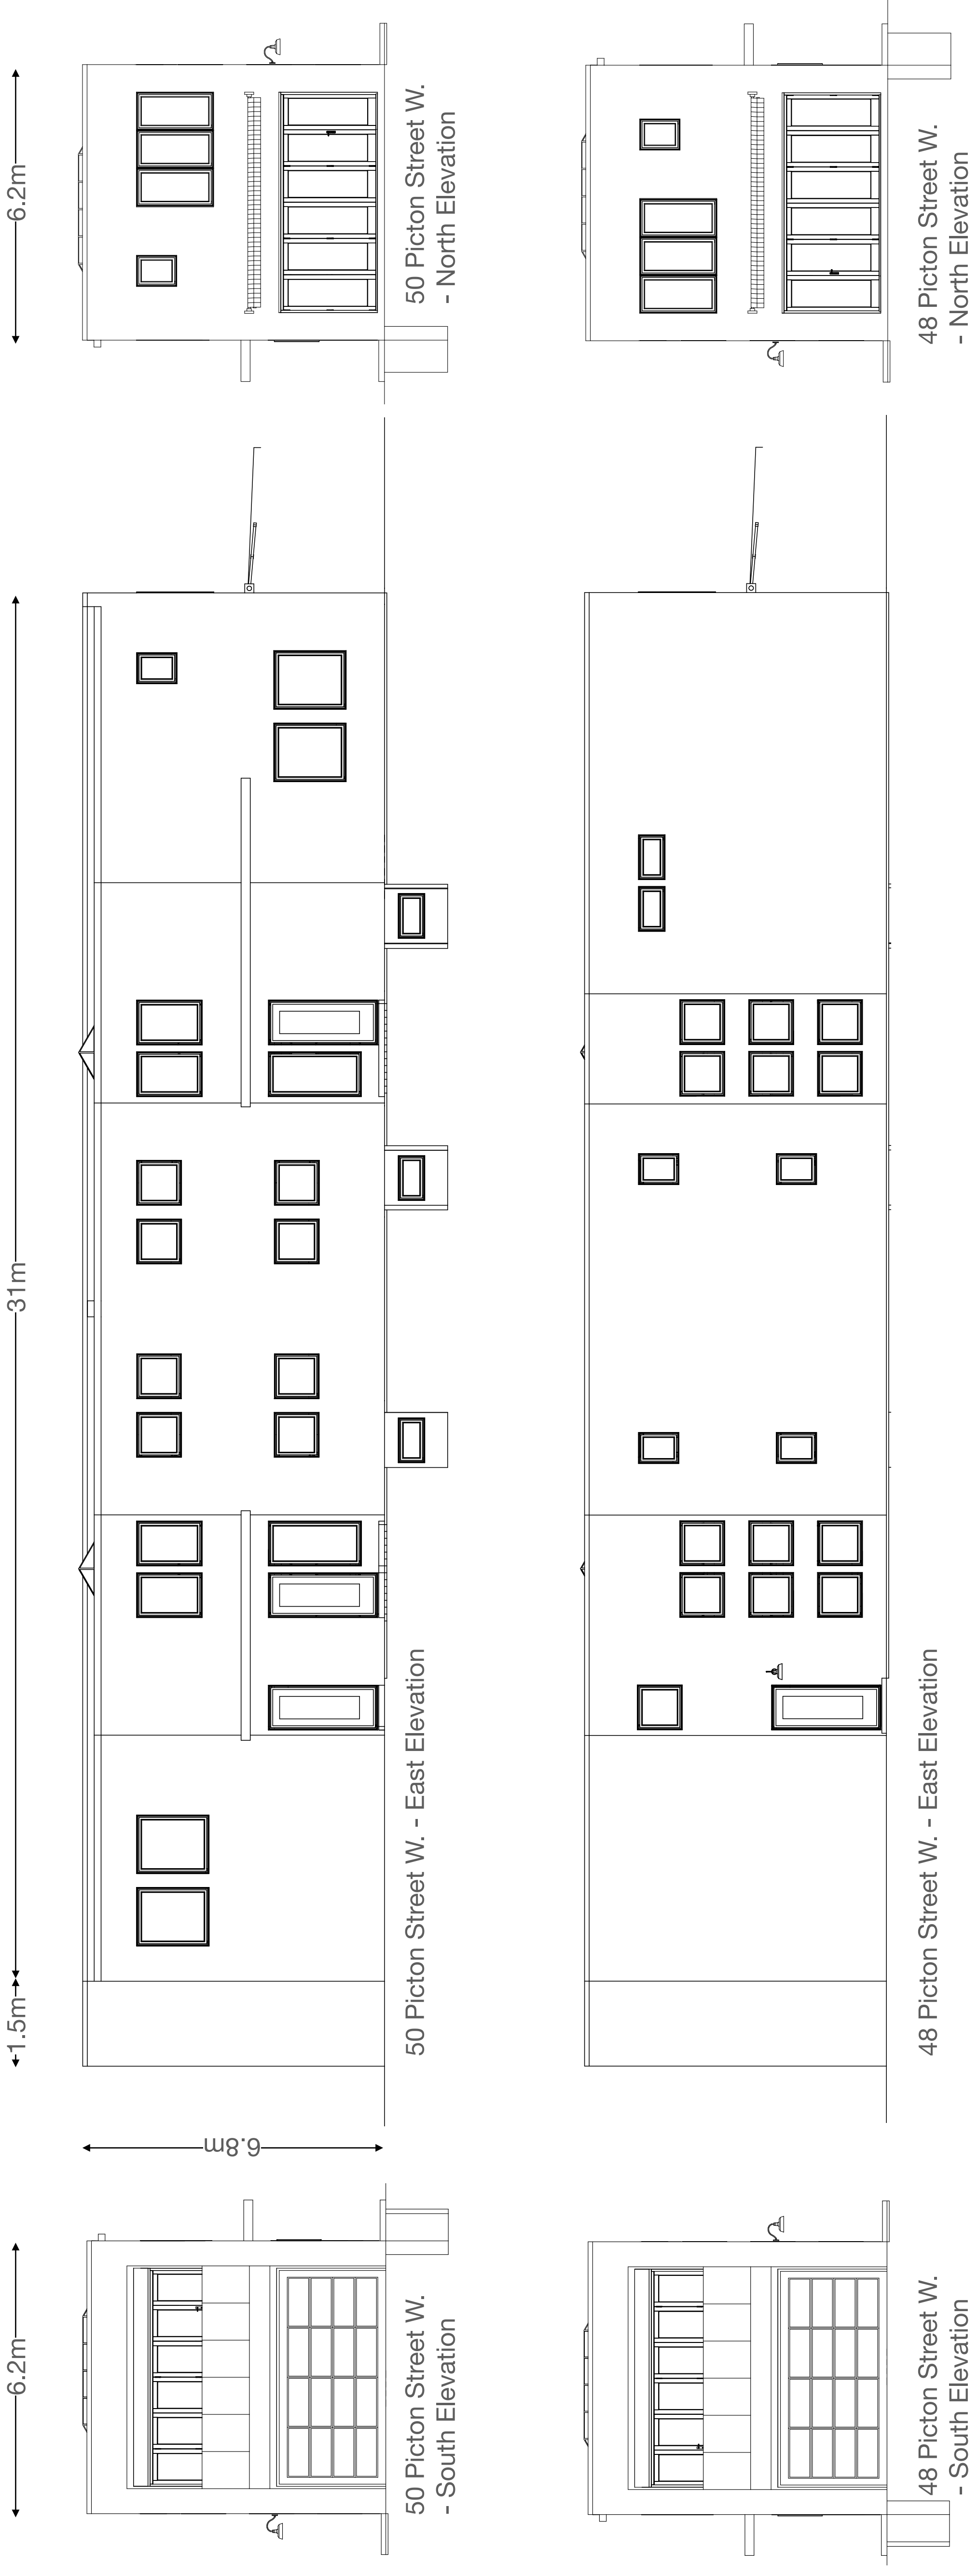 6.2m
1.5m
31m
6.2m
6.8m
50 Picton Street W.
- South Elevation
50 Picton Street W. - East Elevation
50 Picton Street W.
- North Elevation
48 Picton Street W.
- South Elevation
48 Picton Street W. - East Elevation
48 Picton Street W.
- North Elevation